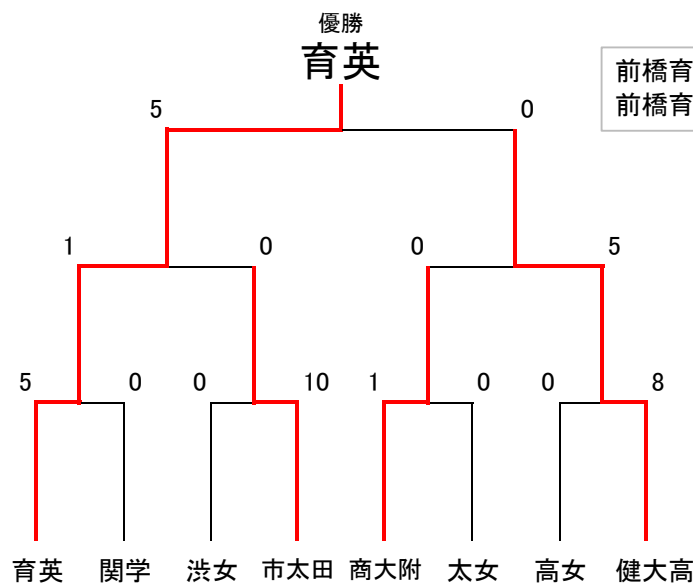 優勝
育英
前橋育
前橋育
5 0
1 0 0 5
5 0 0 10 1 0 0 8
育英 関学 渋女 市太田 商大附 太女 高女 健大高